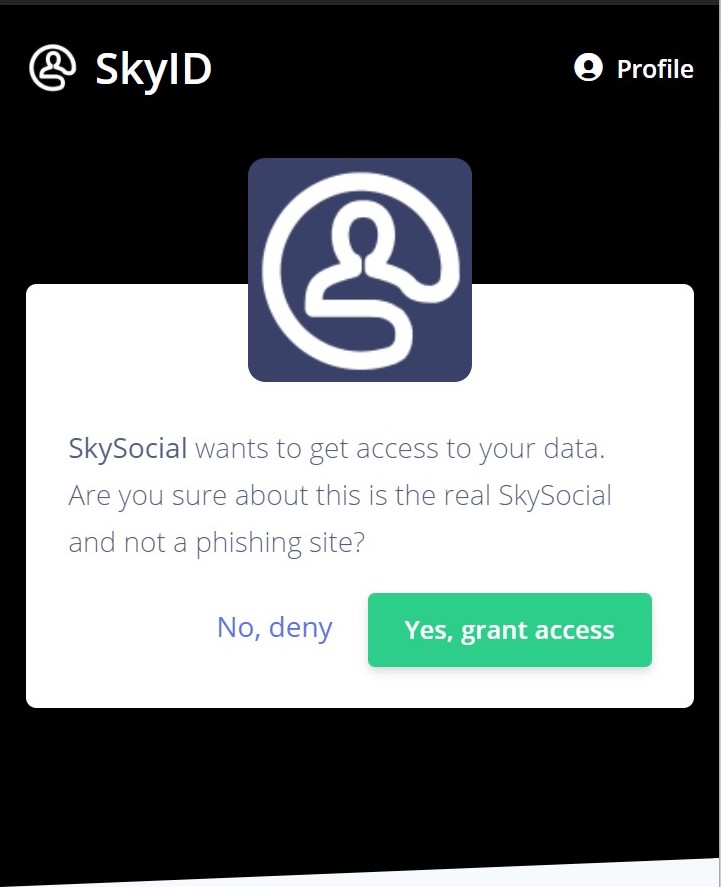 SkyID
Profile
SkySocial wants to get access to your data.
Are you sure about this is the real SkySocial
and not a phishing site?
No, deny
Yes, grant access